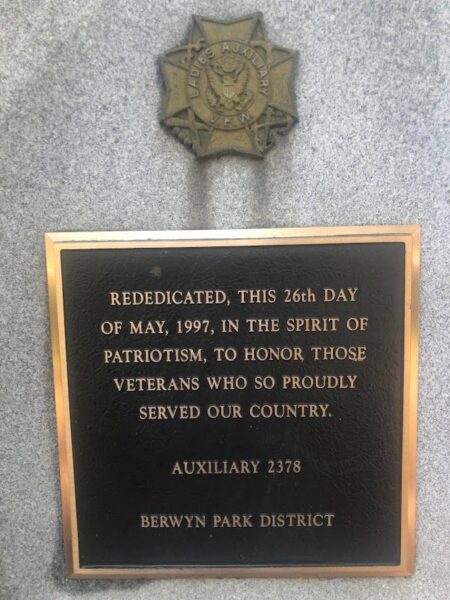 LADIES AUXILIARY
VFW
REDEDICATED, THIS 26th DAY
OF MAY, 1997, IN THE SPIRIT OF
PATRIOTISM, TO HONOR THOSE
VETERANS WHO SO PROUDLY
SERVED OUR COUNTRY.
AUXILIARY 2378
BERWYN PARK DISTRICT